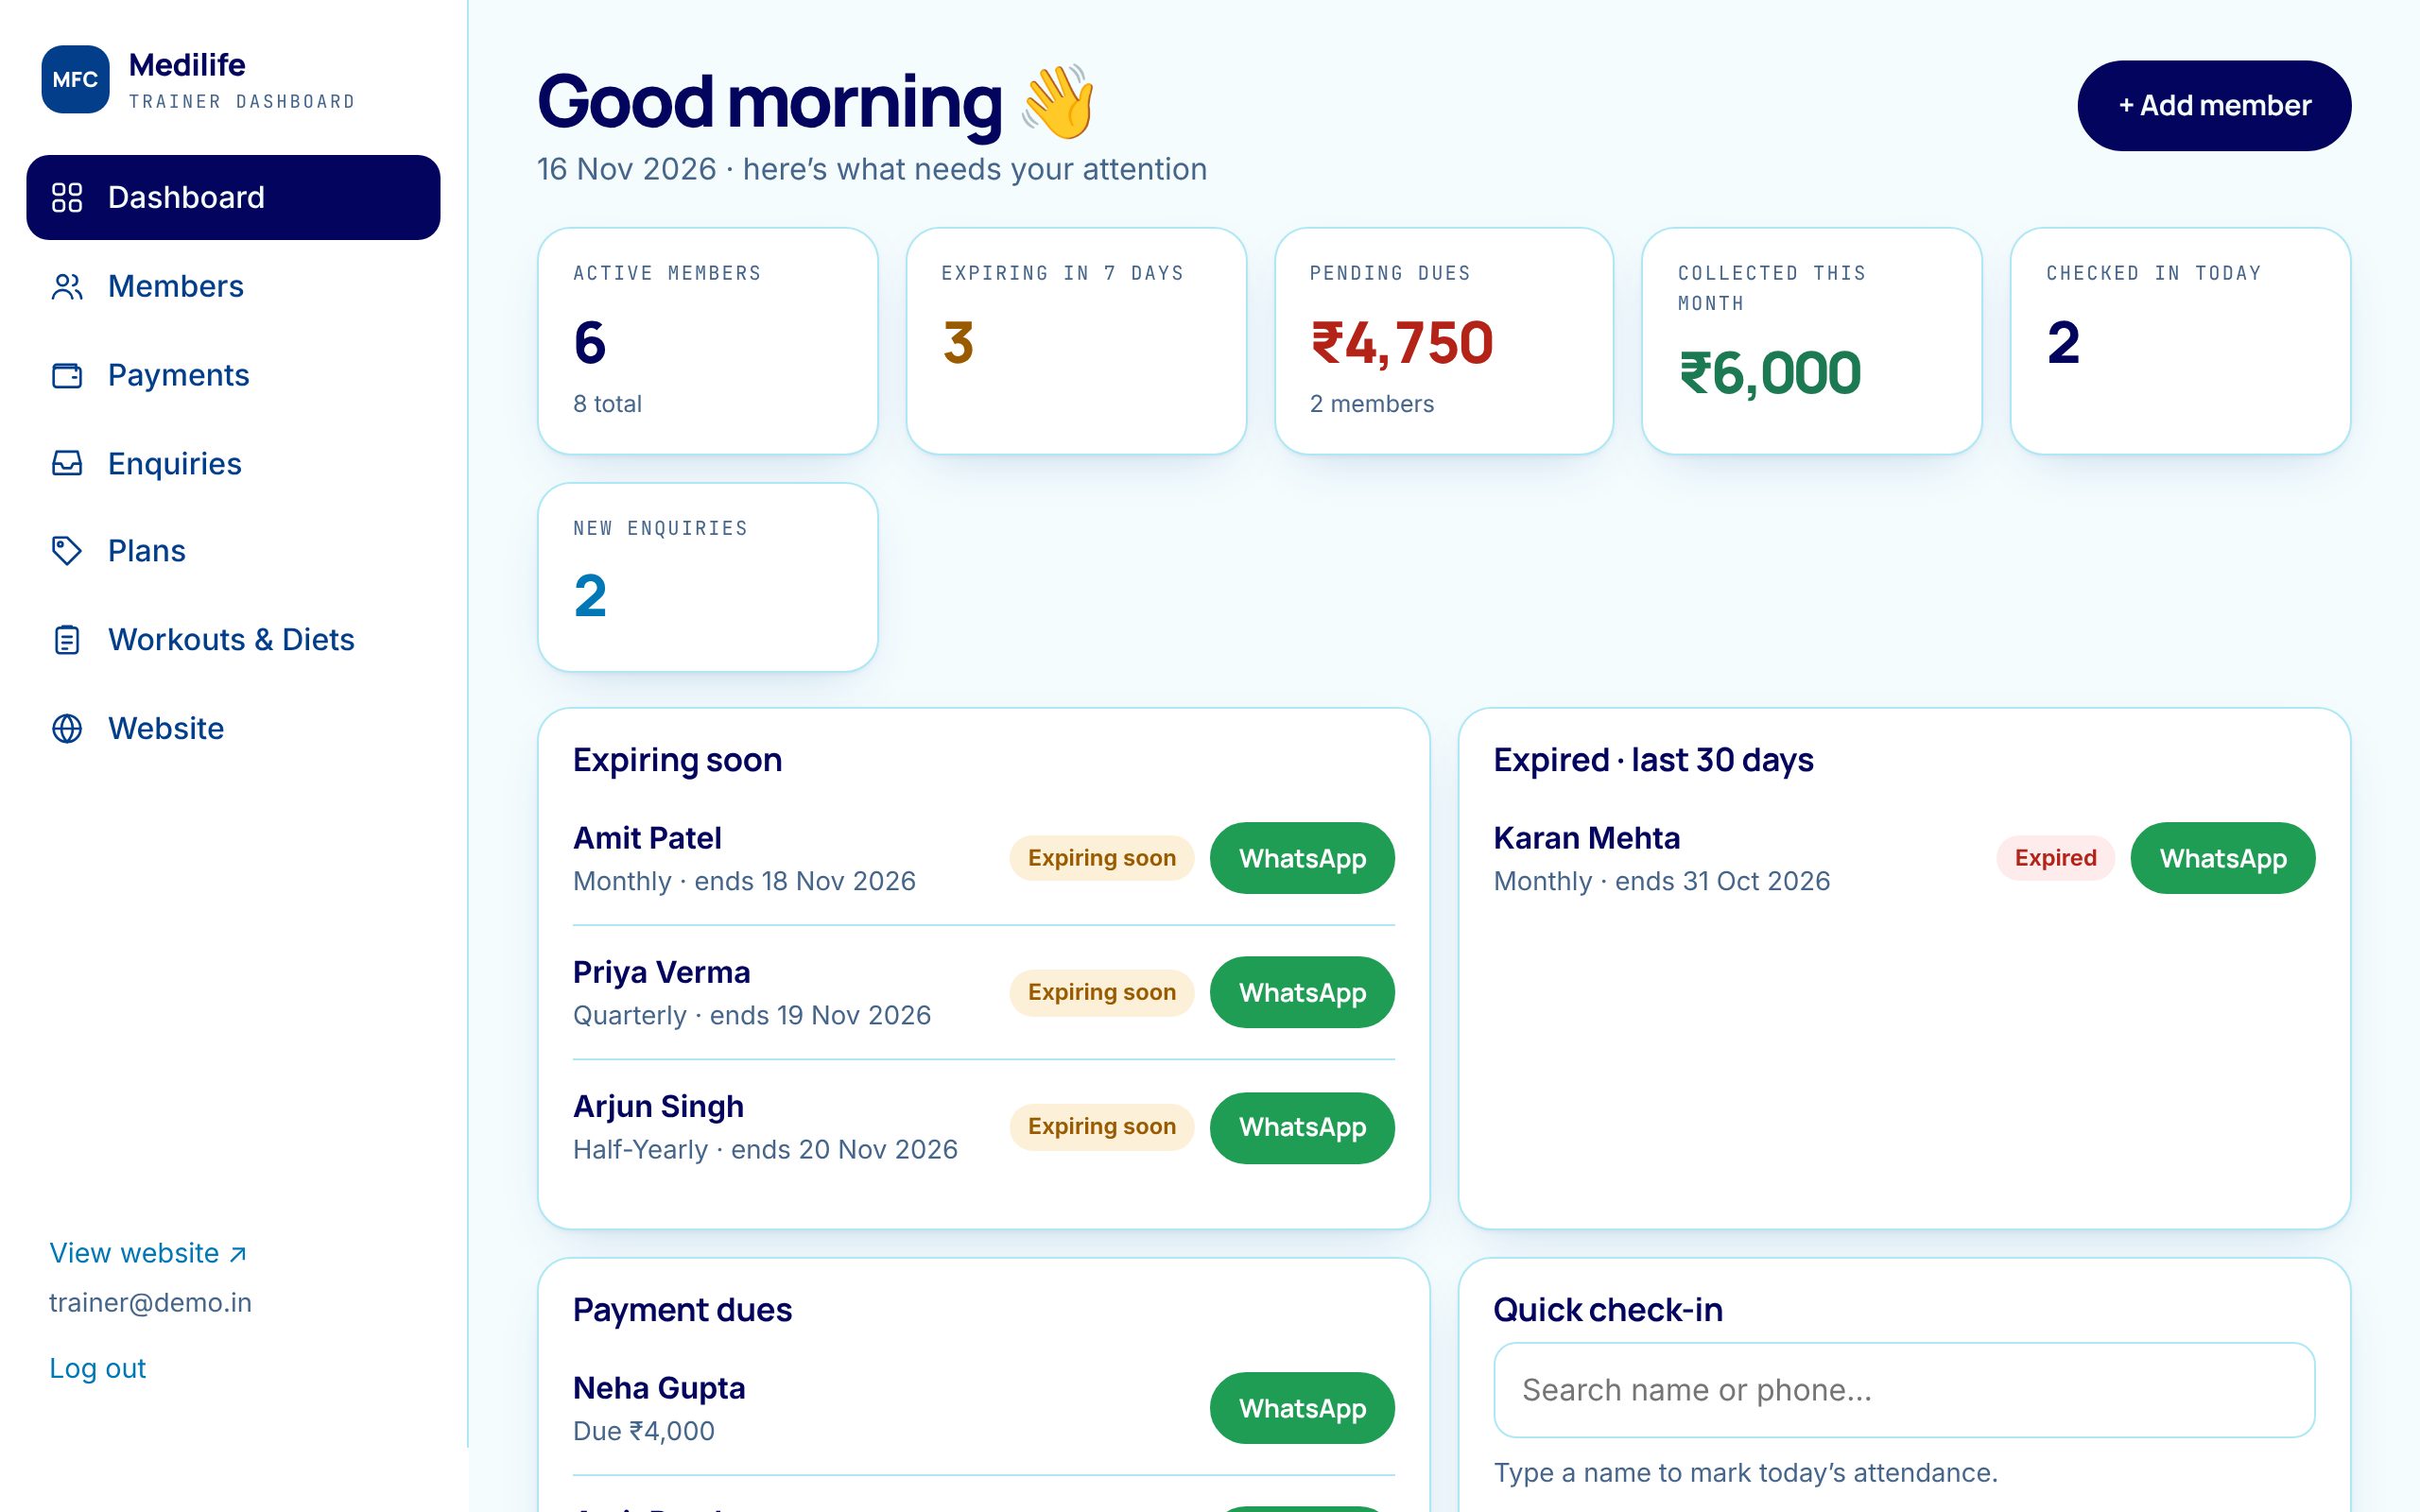 MFC
Medilife
TRAINER DASHBOARD
Dashboard
Members
Payments
Enquiries
Plans
Workouts & Diets
Website
View website ↗
trainer@demo.in
Log out
Good morning 👋
16 Nov 2026 · here’s what needs your attention
+ Add member
ACTIVE MEMBERS
6
8 total
EXPIRING IN 7 DAYS
3
PENDING DUES
₹4,750
2 members
COLLECTED THIS
MONTH
₹6,000
CHECKED IN TODAY
2
NEW ENQUIRIES
2
Expiring soon
Amit Patel
Monthly · ends 18 Nov 2026
Expiring soon
WhatsApp
Priya Verma
Quarterly · ends 19 Nov 2026
Expiring soon
WhatsApp
Arjun Singh
Half-Yearly · ends 20 Nov 2026
Expiring soon
WhatsApp
Expired · last 30 days
Karan Mehta
Monthly · ends 31 Oct 2026
Expired
WhatsApp
Payment dues
Neha Gupta
Due ₹4,000
WhatsApp
Quick check-in
Search name or phone...
Type a name to mark today’s attendance.